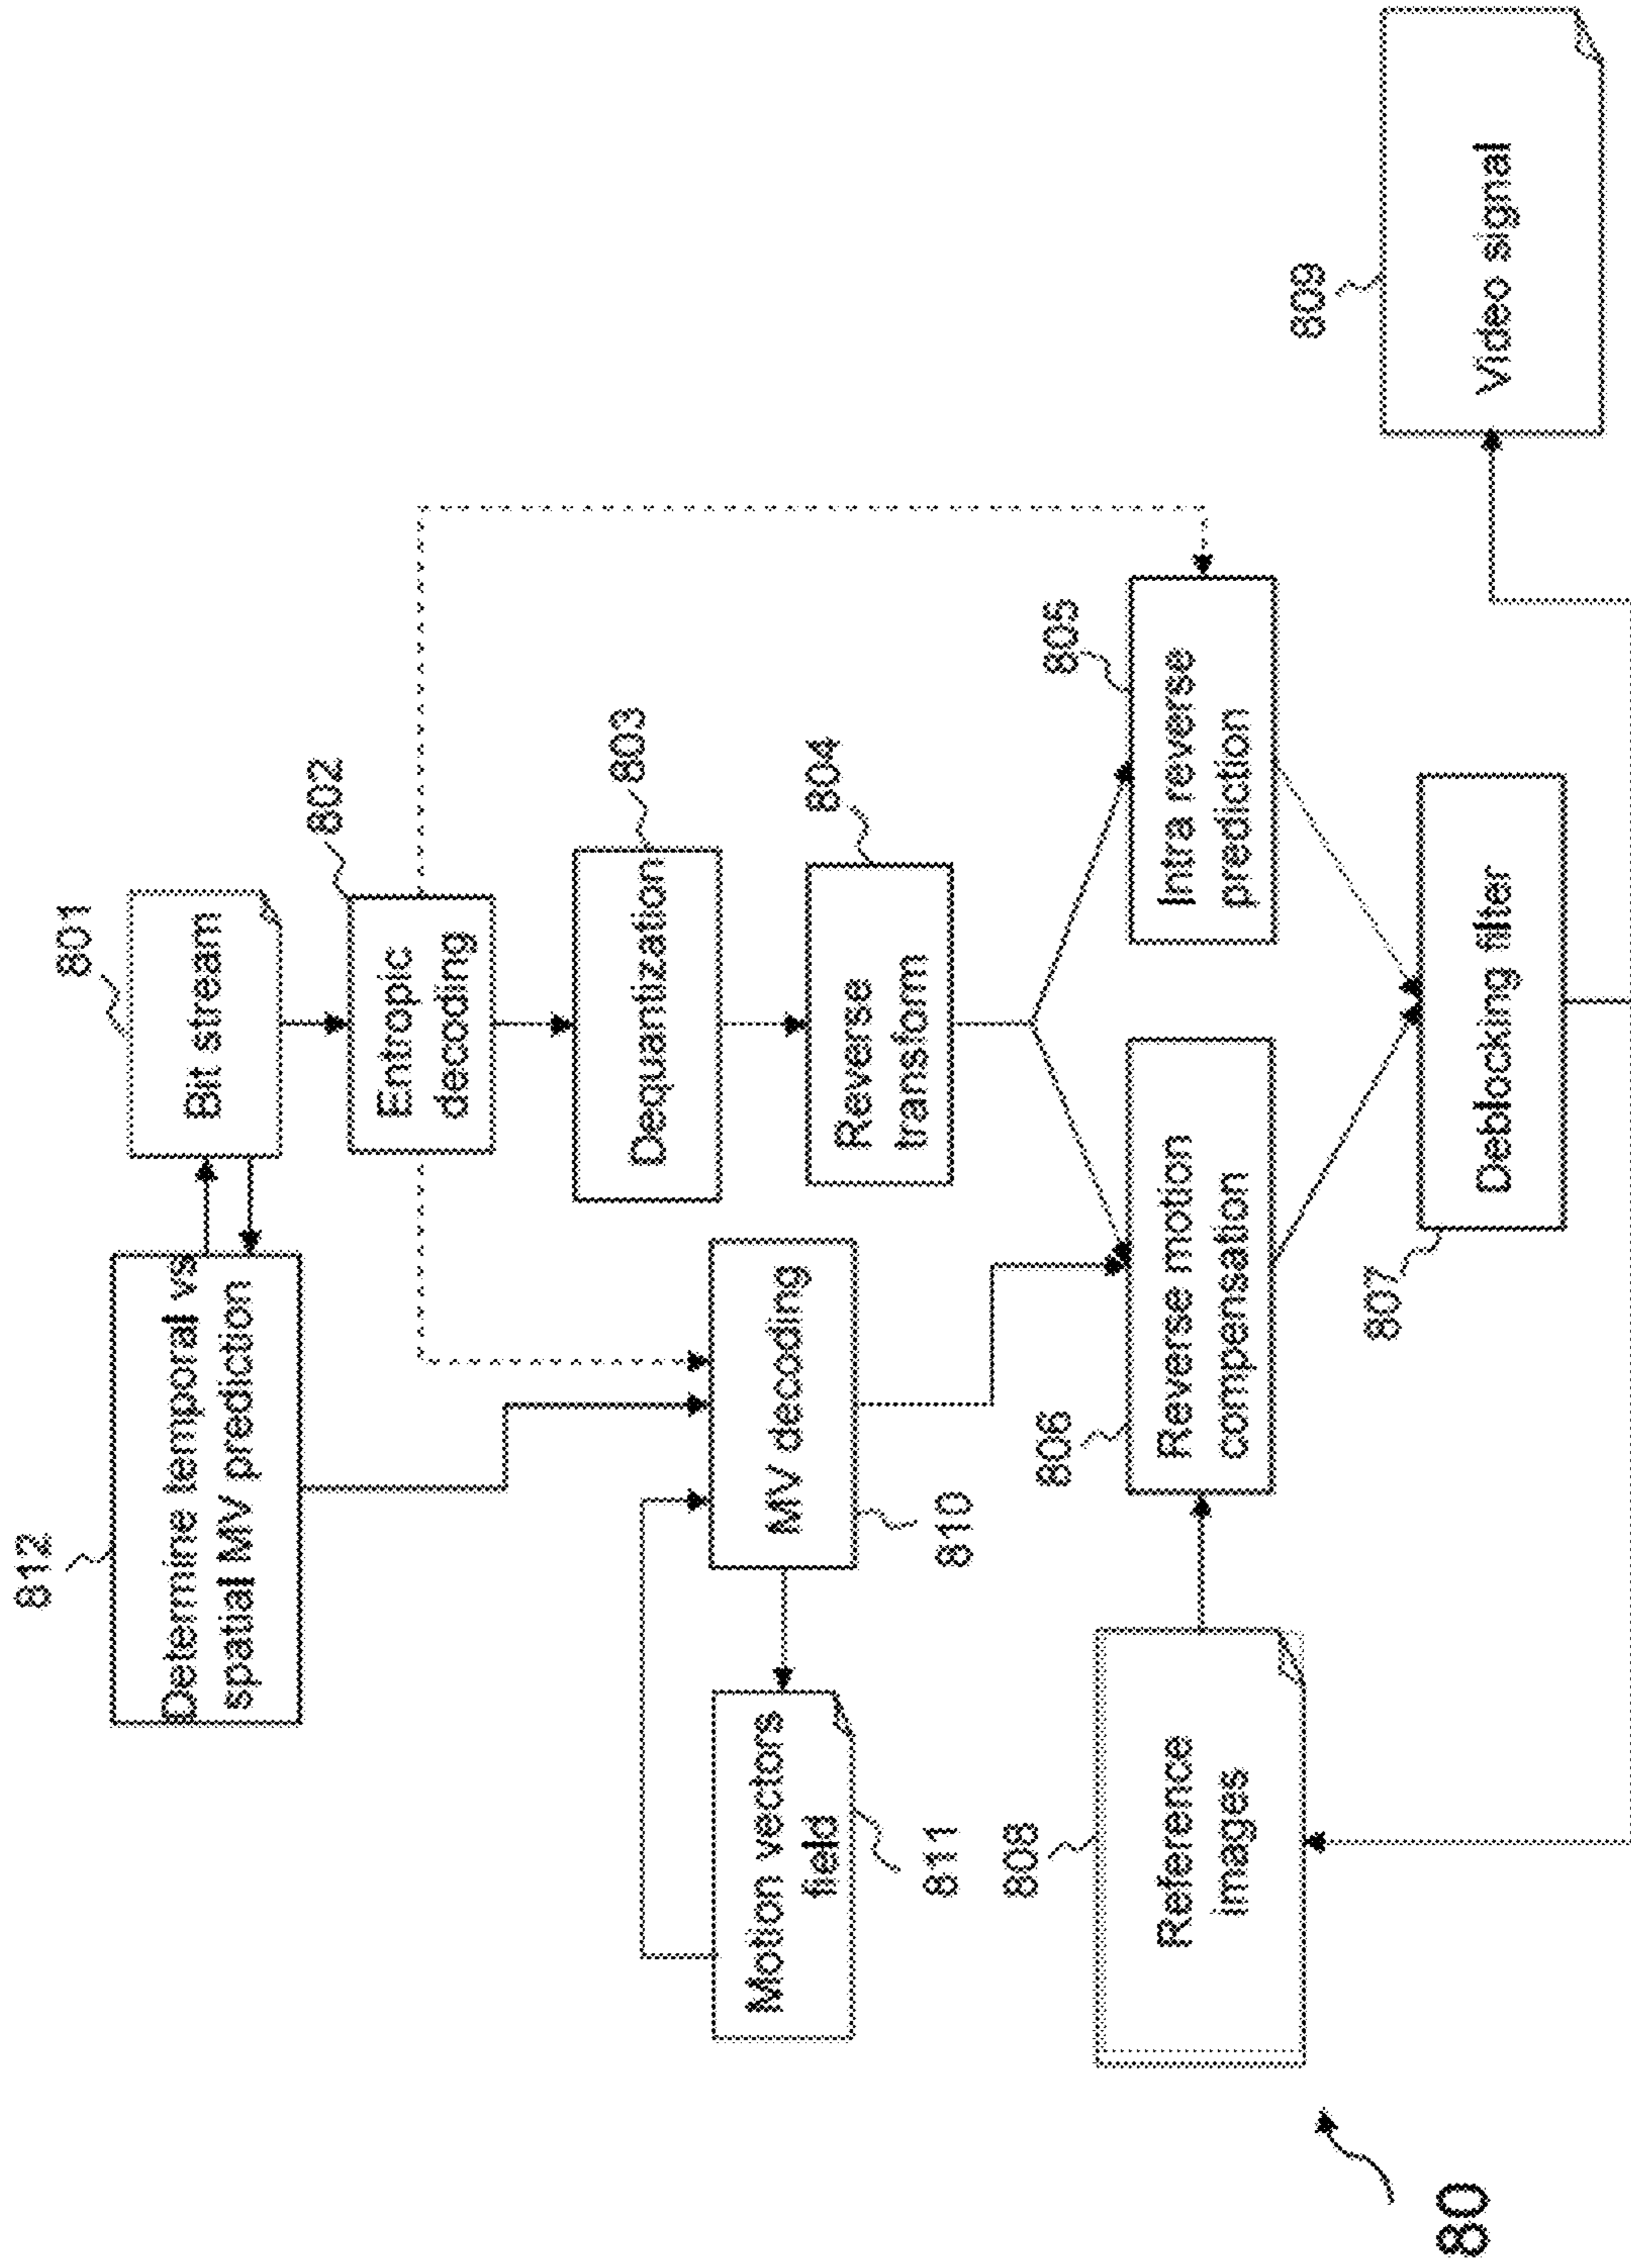 812
Determine temporal vs
spatial MV prediction
801
Bit stream
802
Entropic
decoding
803
Dequantization
804
Reverse
transform
MV decoding
810
Motion vectors
field
811
805
Intra reverse
prediction
806
Reverse motion
compensation
808
Reference
images
807
Deblocking filter
809
Video signal
80